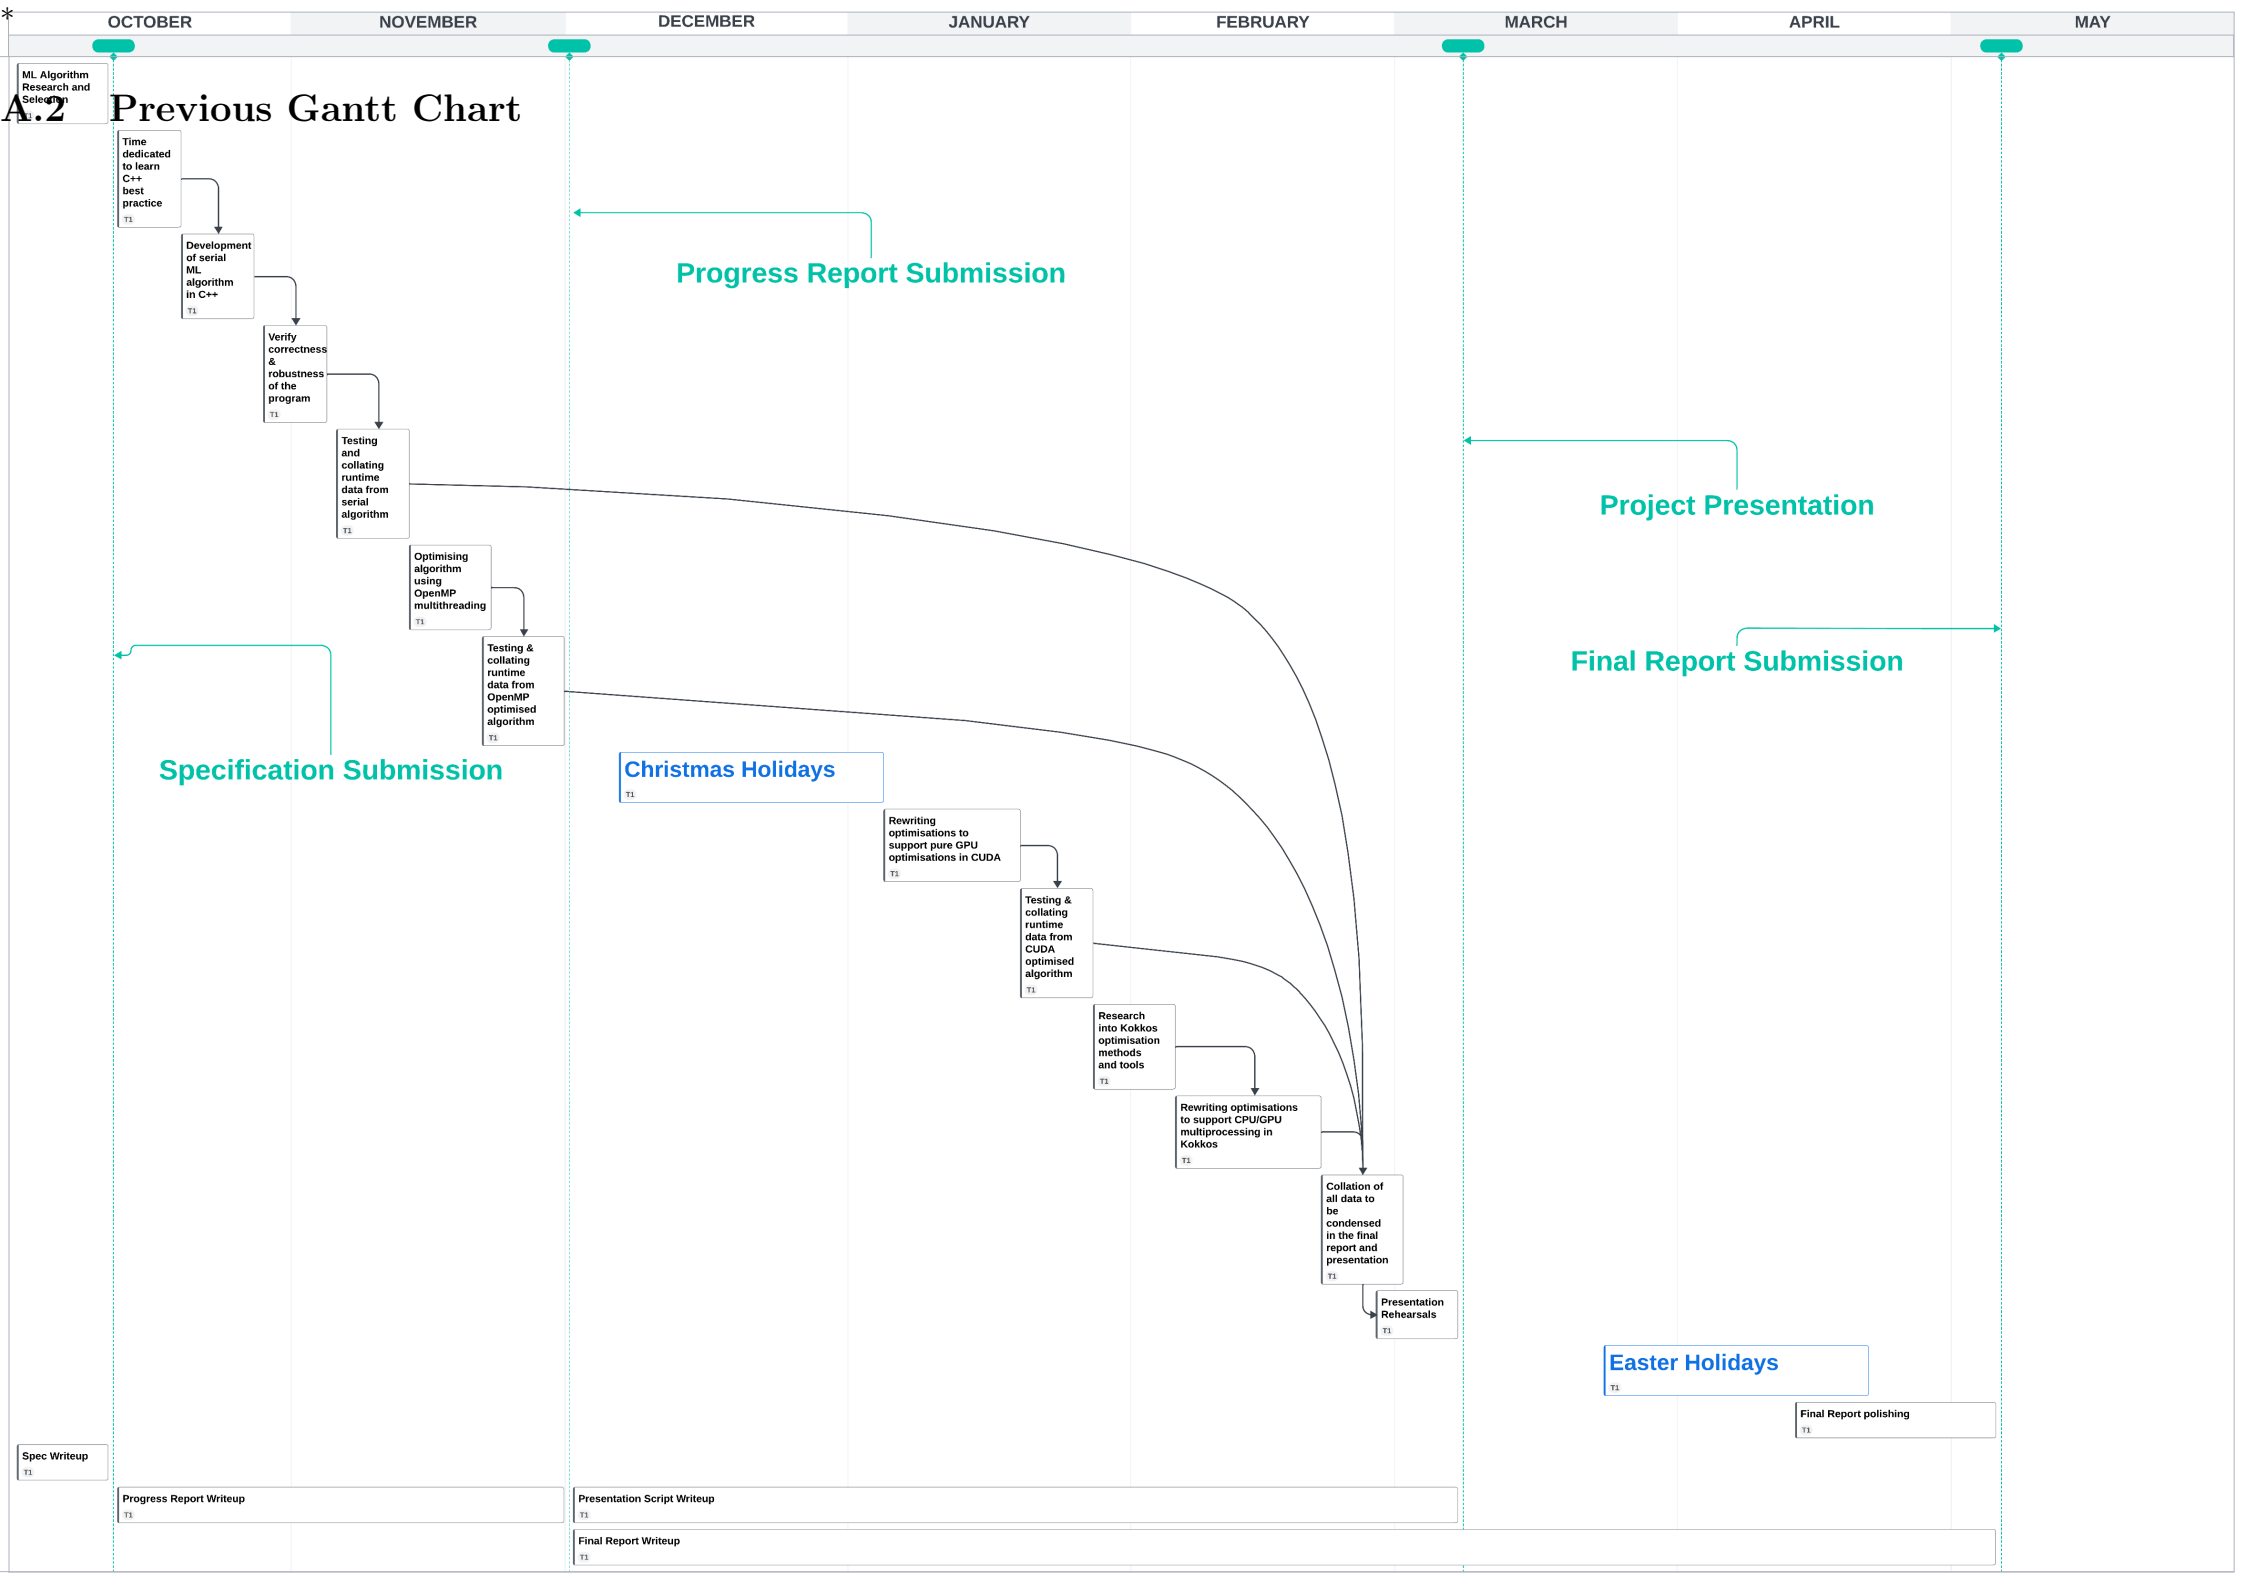 *
OCTOBER NOVEMBER DECEMBER JANUARY FEBRUARY MARCH APRIL MAY
ML Algorithm
Research and
Selection
T1
A.2 Previous Gantt Chart
Time
dedicated
to learn
C++
best
practice
T1
Development
of serial
ML
algorithm
in C++
T1
Progress Report Submission
Verify
correctness
&
robustness
of the
program
T1
Testing
and
collating
runtime
data from
serial
algorithm
T1
Project Presentation
Optimising
algorithm
using
OpenMP
multithreading
T1
Testing &
collating
runtime
data from
OpenMP
optimised
algorithm
T1
Final Report Submission
Specification Submission
Christmas Holidays
T1
Rewriting
optimisations to
support pure GPU
optimisations in CUDA
T1
Testing &
collating
runtime
data from
CUDA
optimised
algorithm
T1
Research
into Kokkos
optimisation
methods
and tools
T1
Rewriting optimisations
to support CPU/GPU
multiprocessing in
Kokkos
T1
Collation of
all data to
be
condensed
in the final
report and
presentation
T1
Presentation
Rehearsals
T1
Easter Holidays
T1
Final Report polishing
T1
Spec Writeup
T1
Progress Report Writeup
T1
Presentation Script Writeup
T1
Final Report Writeup
T1